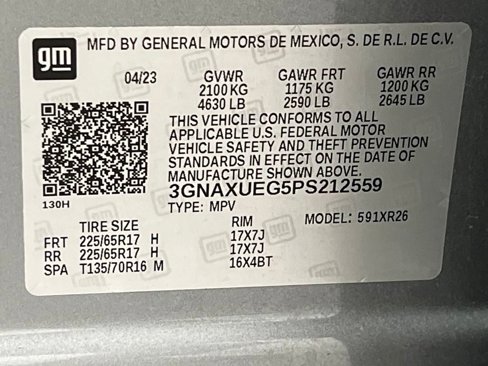 gm MFD BY GENERAL MOTORS DE MEXICO, S. DE R.L. DE C.V.
04/23 GVWR GAWR FRT GAWR RR
2100 KG 1175 KG 1200 KG
4630 LB 2590 LB 2645 LB
THIS VEHICLE CONFORMS TO ALL
APPLICABLE U.S. FEDERAL MOTOR
VEHICLE SAFETY AND THEFT PREVENTION
STANDARDS IN EFFECT ON THE DATE OF
MANUFACTURE SHOWN ABOVE.
3GNAXUEG5PS212559
130H TYPE: MPV MODEL: 591XR26
TIRE SIZE RIM
FRT 225/65R17 H 17X7J
RR 225/65R17 H 17X7J
SPA T135/70R16 M 16X4BT